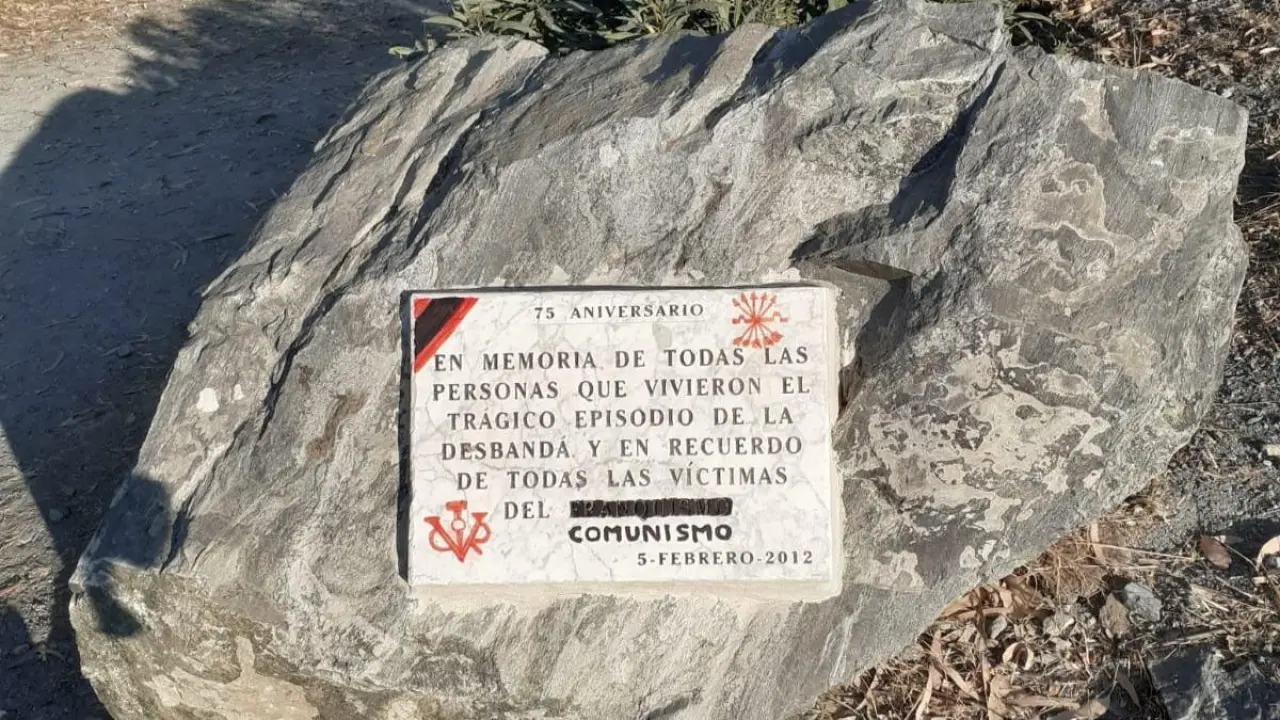 75 ANIVERSARIO
EN MEMORIA DE TODAS LAS
PERSONAS QUE VIVIERON EL
TRÁGICO EPISODIO DE LA
DESBANDÁ Y EN RECUERDO
DE TODAS LAS VÍCTIMAS
DEL FRANQUISMO
COMUNISMO
5-FEBRERO-2012